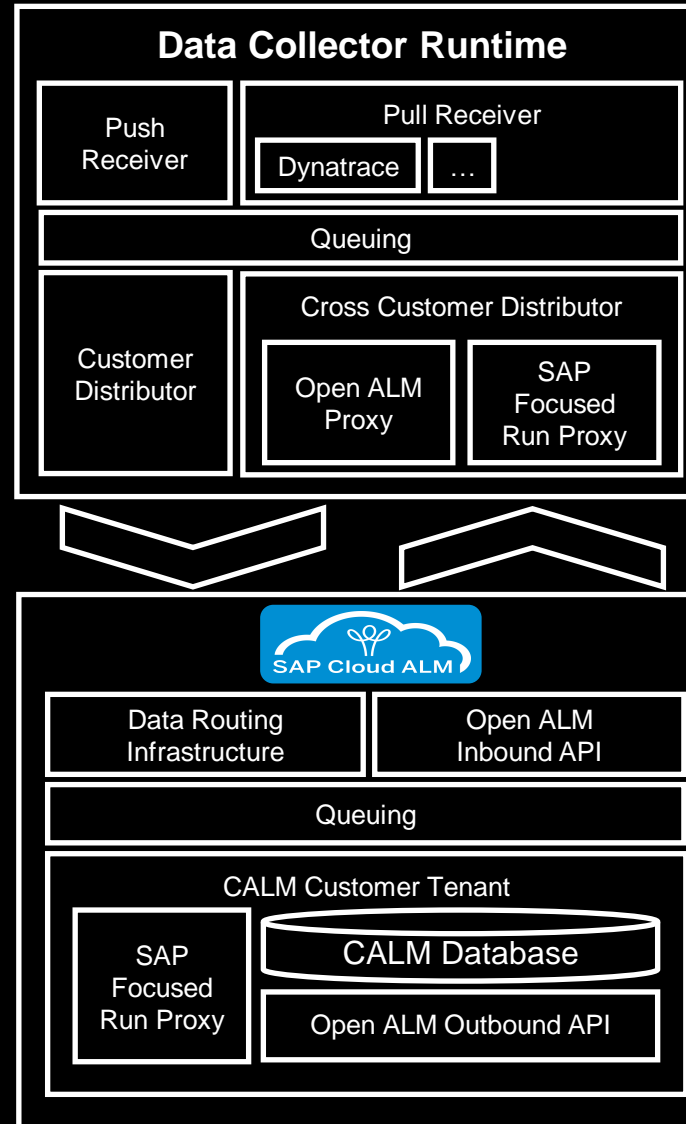 Data Collector Runtime
Push
Receiver
Pull Receiver
Dynatrace
...
Queuing
Customer
Distributor
Cross Customer Distributor
Open ALM
Proxy
SAP
Focused
Run Proxy
SAP Cloud ALM
Data Routing
Infrastructure
Open ALM
Inbound API
Queuing
CALM Customer Tenant
SAP
Focused
Run Proxy
CALM Database
Open ALM Outbound API